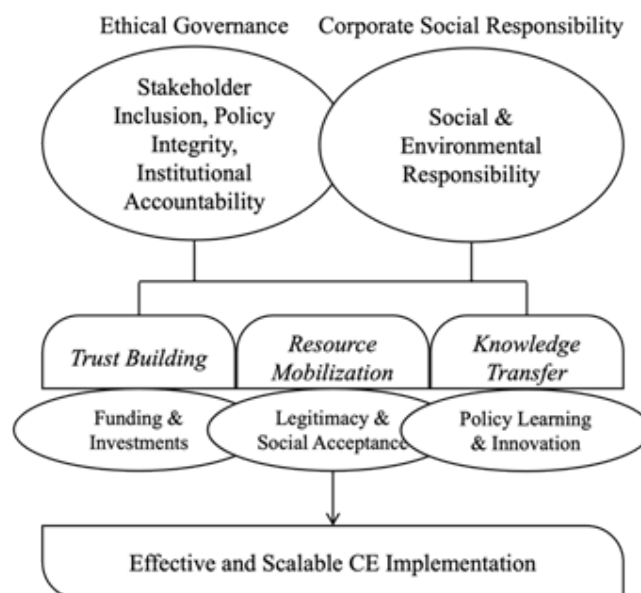 Ethical Governance
Corporate Social Responsibility
Stakeholder
Inclusion, Policy
Integrity,
Institutional
Accountability
Social &
Environmental
Responsibility
Trust Building
Resource
Mobilization
Knowledge
Transfer
Funding &
Investments
Legitimacy &
Social Acceptance
Policy Learning
& Innovation
Effective and Scalable CE Implementation